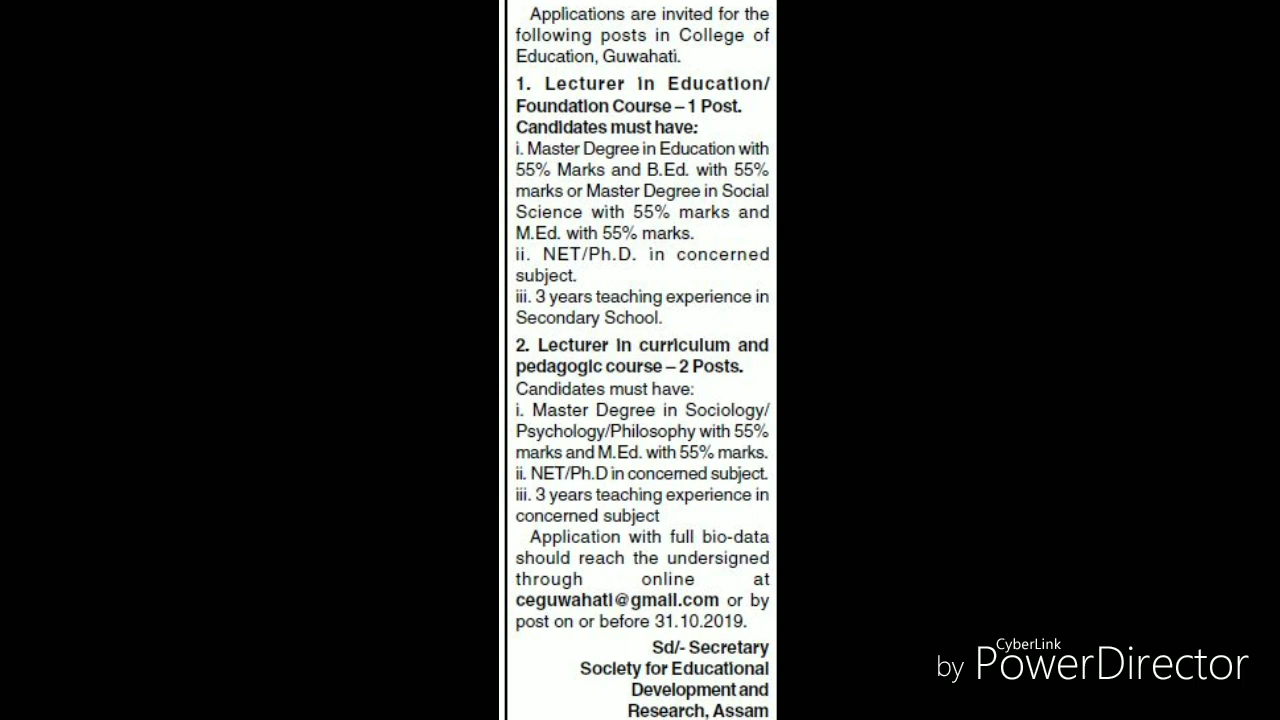 Applications are invited for the
following posts in College of
Education, Guwahati.
1. Lecturer in Education/
Foundation Course – 1 Post.
Candidates must have:
i. Master Degree in Education with
55% Marks and B.Ed. with 55%
marks or Master Degree in Social
Science with 55% marks and
M.Ed. with 55% marks.
ii. NET/Ph.D. in concerned
subject.
iii. 3 years teaching experience in
Secondary School.
2. Lecturer in curriculum and
pedagogic course – 2 Posts.
Candidates must have:
i. Master Degree in Sociology/
Psychology/Philosophy with 55%
marks and M.Ed. with 55% marks.
ii. NET/Ph.D in concerned subject.
iii. 3 years teaching experience in
concerned subject
Application with full bio-data
should reach the undersigned
through online at
ceguwahati@gmail.com or by
post on or before 31.10.2019.
Sd/- Secretary
Society for Educational
Development and
Research, Assam
by CyberLink PowerDirector